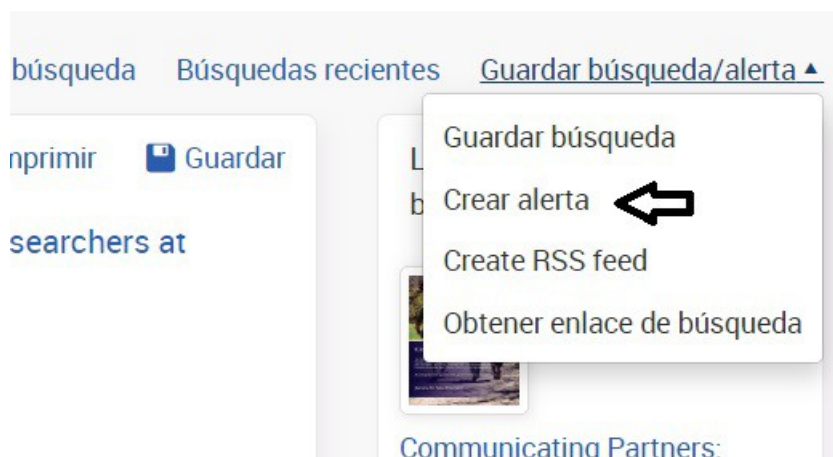 búsqueda Búsquedas recientes Guardar búsqueda/alerta
Guardar búsqueda
Crear alerta
Create RSS feed
Obtener enlace de búsqueda
Guardar
searchers at
Communicating Partners: